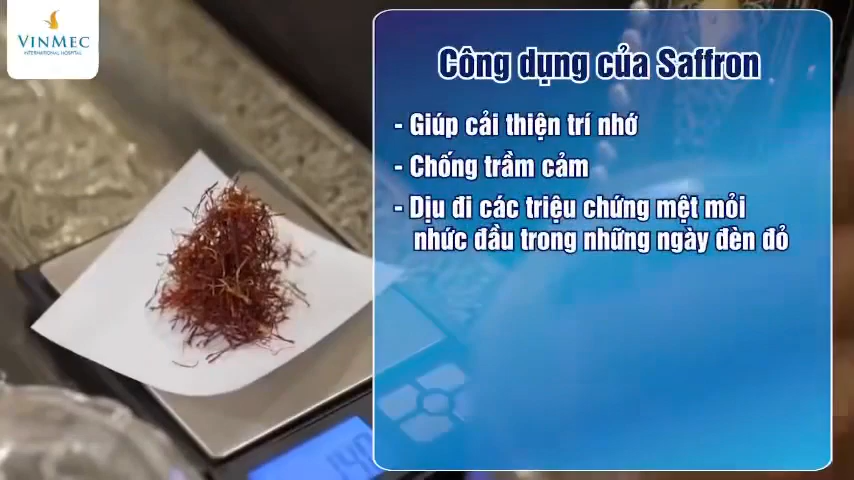 VINMEC
INTERNATIONAL HOSPITAL
Công dụng của Saffron
- Giúp cải thiện trí nhớ
- Chống trầm cảm
- Dịu đi các triệu chứng mệt mỏi
nhức đầu trong những ngày đèn đỏ